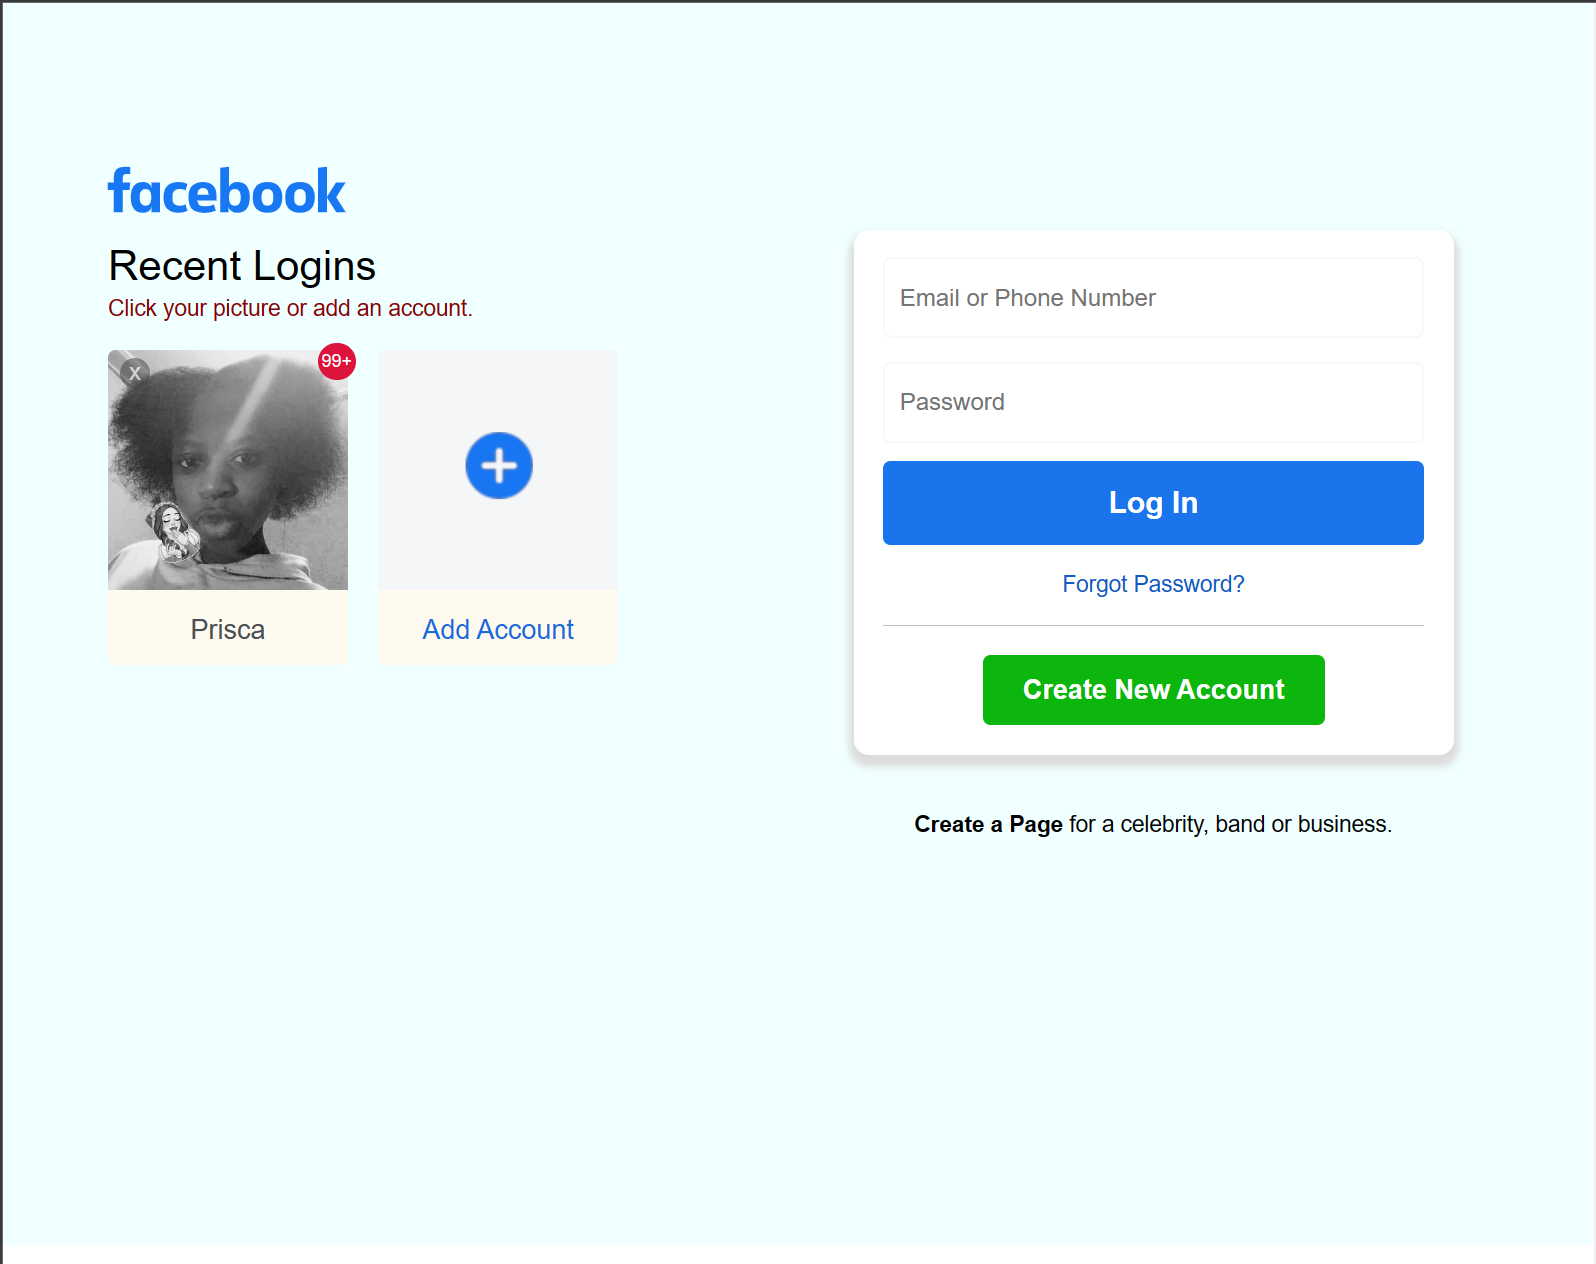 facebook
Recent Logins
Click your picture or add an account.
X
99+
Prisca
Add Account
Email or Phone Number
Password
Log In
Forgot Password?
Create New Account
Create a Page for a celebrity, band or business.